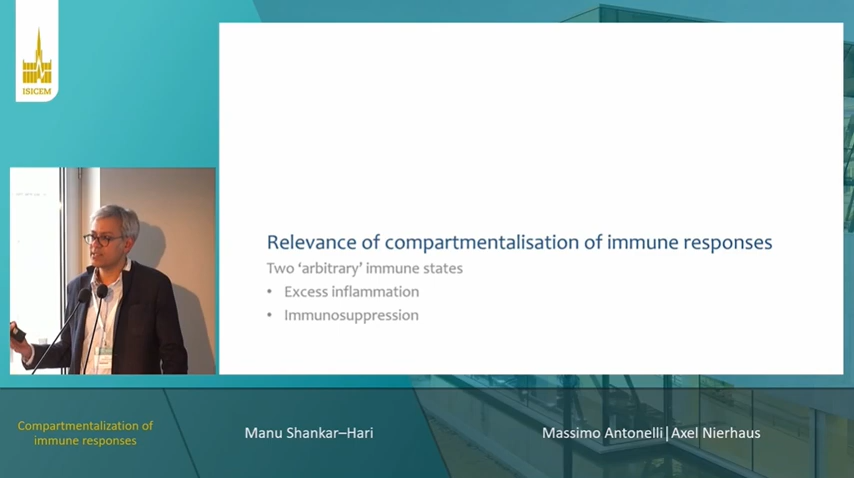 ISICEM
Relevance of compartmentalisation of immune responses
Two ‘arbitrary’ immune states
• Excess inflammation
• Immunosuppression
Compartmentalization of
immune responses
Manu Shankar–Hari
Massimo Antonelli|Axel Nierhaus